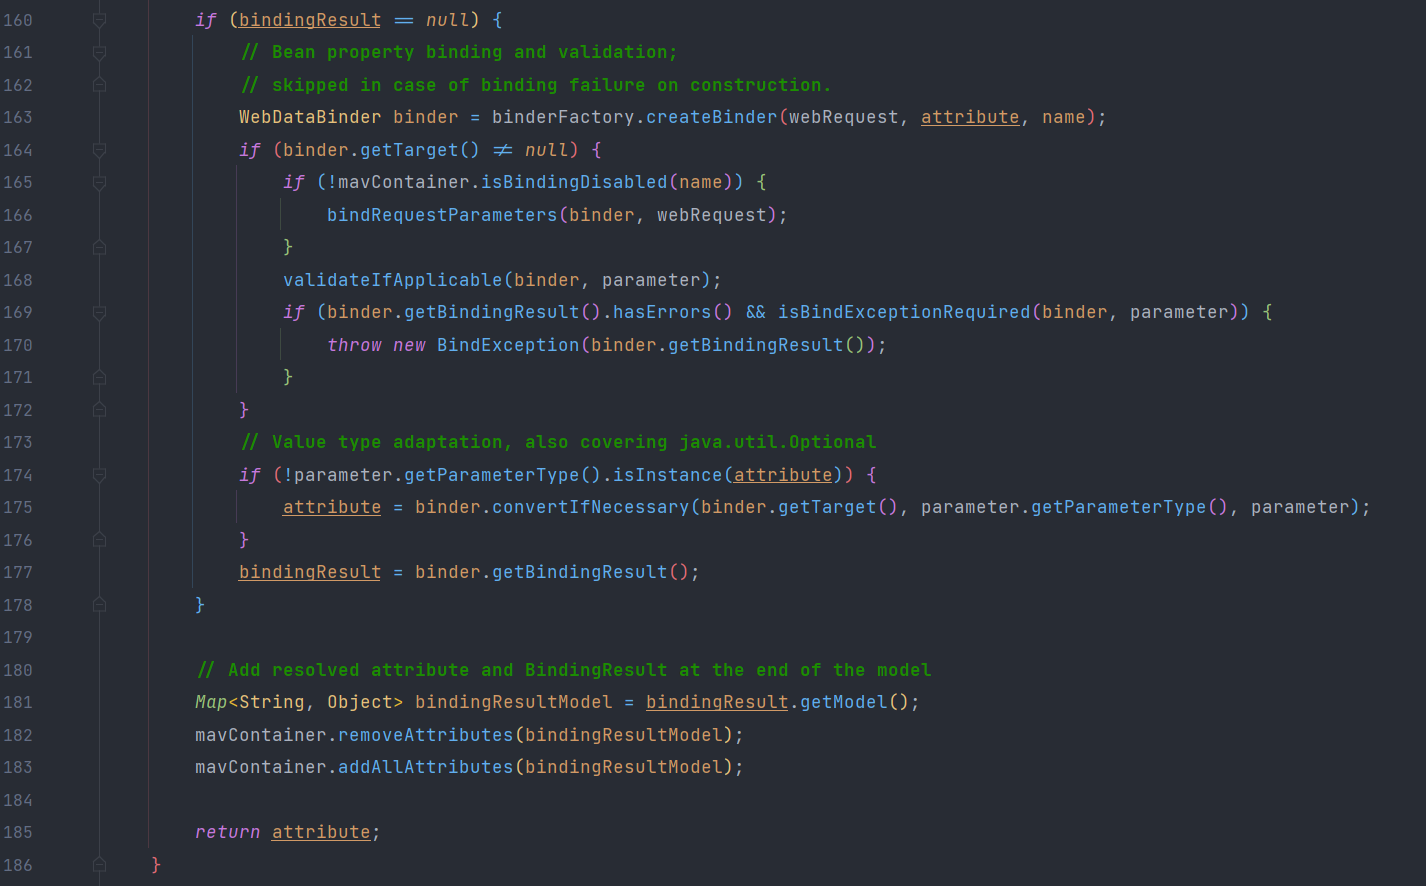 160 if (bindingResult == null) {
161 // Bean property binding and validation;
162 // skipped in case of binding failure on construction.
163 WebDataBinder binder = binderFactory.createBinder(webRequest, attribute, name);
164 if (binder.getTarget() != null) {
165 if (!mavContainer.isBindingDisabled(name)) {
166 bindRequestParameters(binder, webRequest);
167 }
168 validateIfApplicable(binder, parameter);
169 if (binder.getBindingResult().hasErrors() && isBindExceptionRequired(binder, parameter)) {
170 throw new BindException(binder.getBindingResult());
171 }
172 }
173 // Value type adaptation, also covering java.util.Optional
174 if (!parameter.getParameterType().isInstance(attribute)) {
175 attribute = binder.convertIfNecessary(binder.getTarget(), parameter.getParameterType(), parameter);
176 }
177 bindingResult = binder.getBindingResult();
178 }
179
180 // Add resolved attribute and BindingResult at the end of the model
181 Map<String, Object> bindingResultModel = bindingResult.getModel();
182 mavContainer.removeAttributes(bindingResultModel);
183 mavContainer.addAllAttributes(bindingResultModel);
184
185 return attribute;
186 }